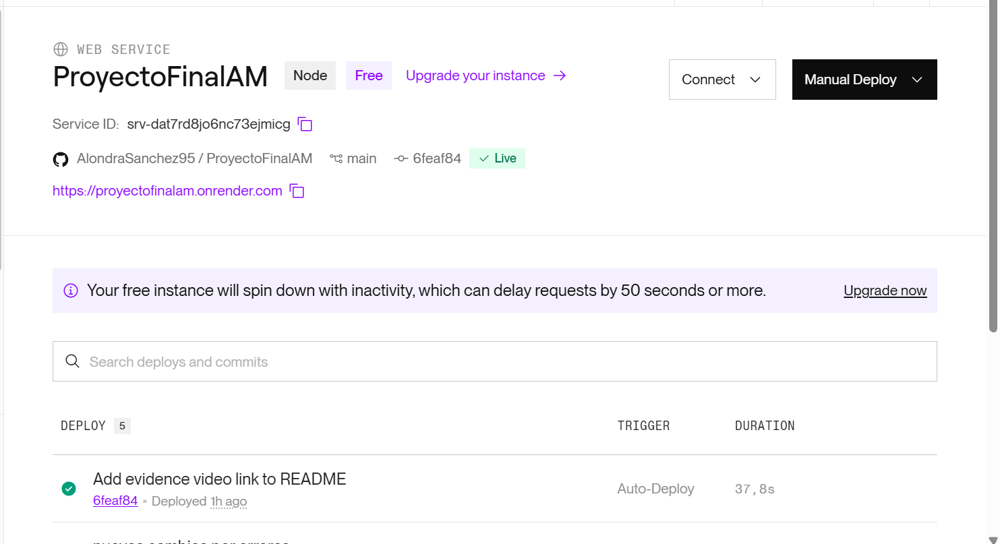 WEB SERVICE
ProyectoFinalAM Node Free Upgrade your instance →
Connect
Manual Deploy
Service ID: srv-dat7rd8jo6nc73ejmicg
AlondraSanchez95 / ProyectoFinalAM main 6feaf84 Live
https://proyectofinalam.onrender.com
Your free instance will spin down with inactivity, which can delay requests by 50 seconds or more. Upgrade now
Search deploys and commits
DEPLOY 5 TRIGGER DURATION
Add evidence video link to README
6feaf84 Deployed 1h ago
Auto-Deploy 37,8s